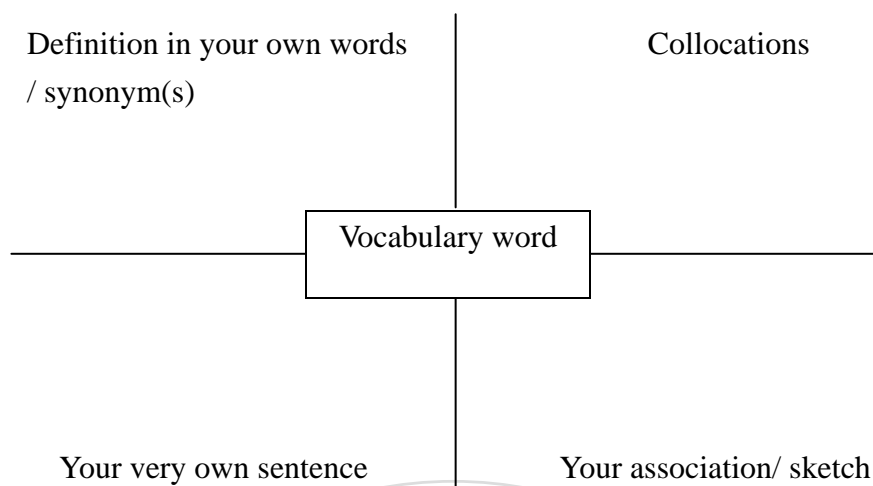 Definition in your own words
/ synonym(s)
Collocations
Vocabulary word
Your very own sentence
Your association/ sketch